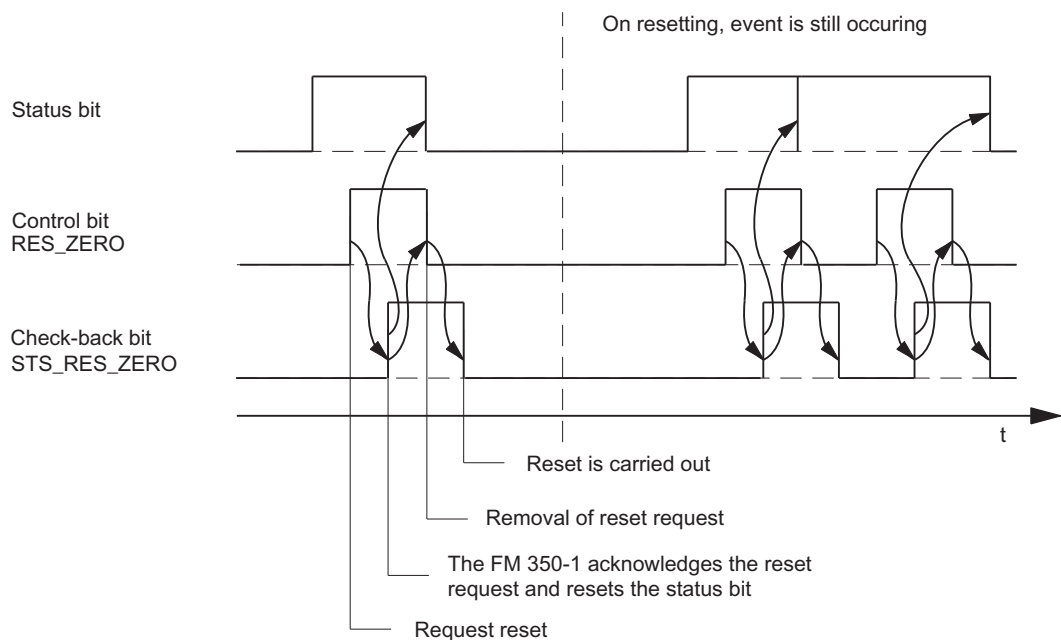 On resetting, event is still occuring
Status bit
Control bit
RES_ZERO
Check-back bit
STS_RES_ZERO
t
Reset is carried out
Removal of reset request
The FM 350-1 acknowledges the reset
request and resets the status bit
Request reset